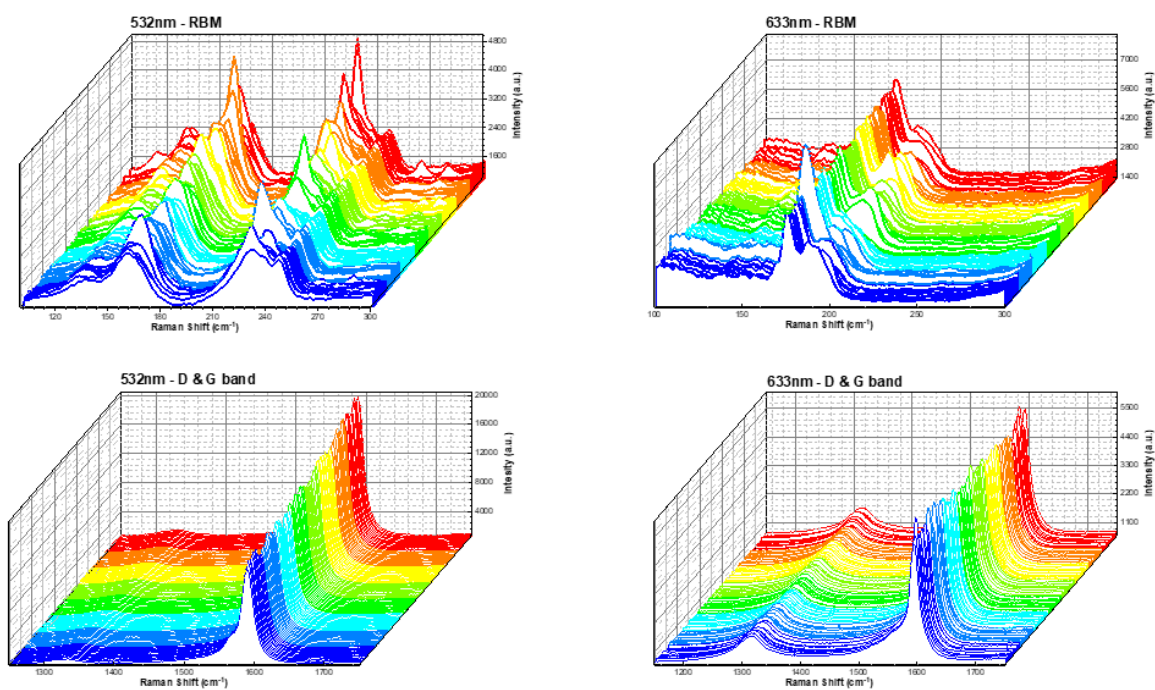 532nm - RBM
4800
4000
3200
2400
1600
Intensity (a.u.)
120 150 180 210 240 270 300
Raman Shift (cm⁻¹)
633nm - RBM
7000
5600
4200
2800
1400
Intensity (a.u.)
100 150 200 250 300
Raman Shift (cm⁻¹)
532nm - D & G band
20000
16000
12000
8000
4000
Intesity (a.u.)
1300 1400 1500 1600 1700
Raman Shift (cm⁻¹)
633nm - D & G band
5500
4400
3300
2200
1100
Intensity (a.u.)
1200 1300 1400 1500 1600 1700
Raman Shift (cm⁻¹)